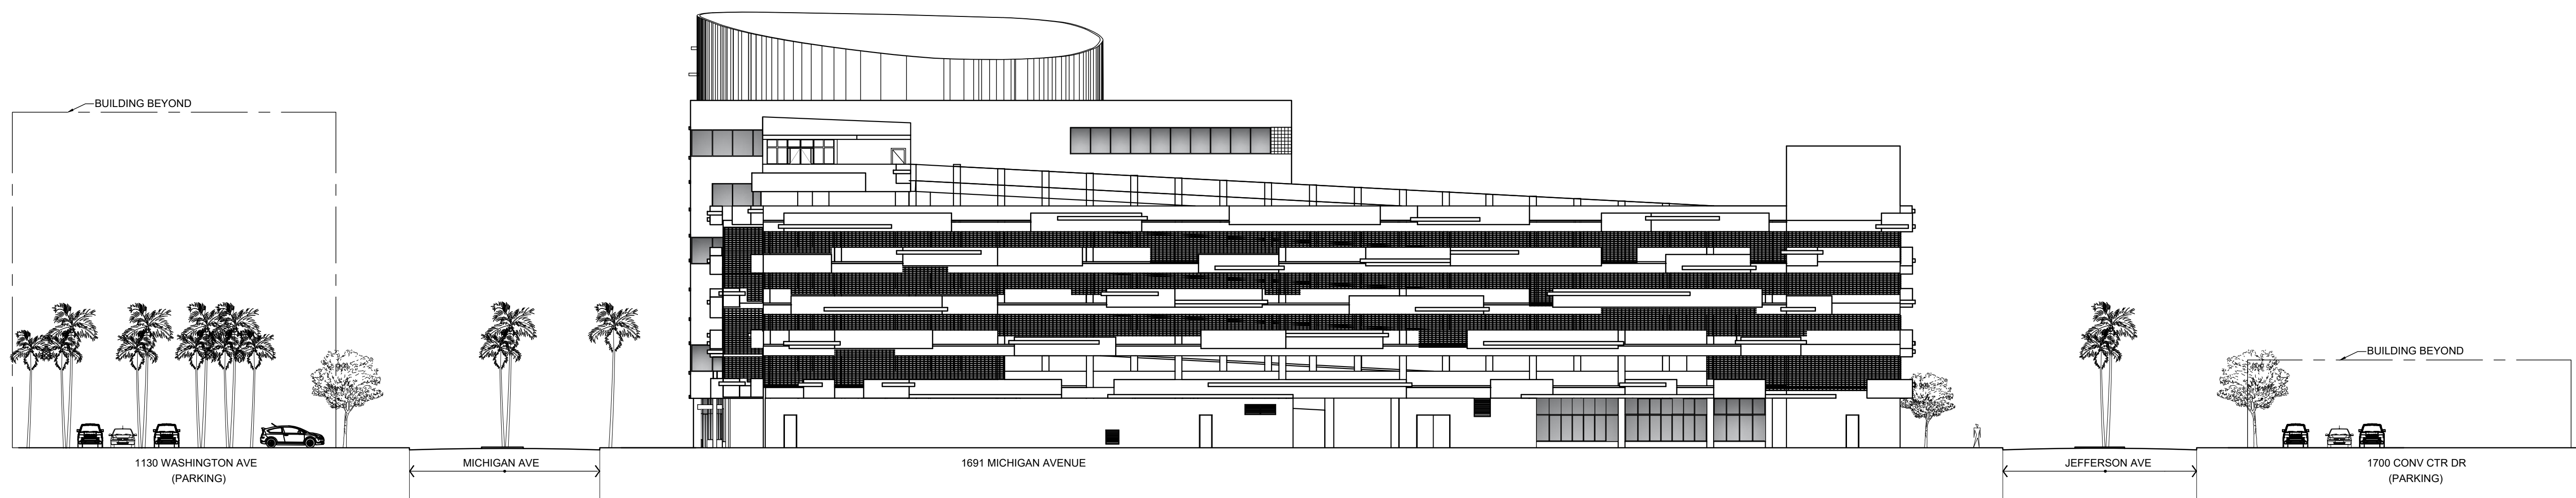 BUILDING BEYOND
BUILDING BEYOND
1130 WASHINGTON AVE
(PARKING)
MICHIGAN AVE
1691 MICHIGAN AVENUE
JEFFERSON AVE
1700 CONV CTR DR
(PARKING)